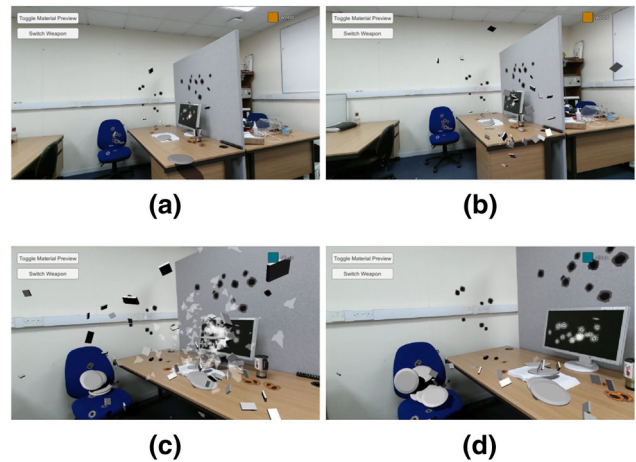 Toggle Material Preview
Switch Weapon
Toggle Material Preview
Switch Weapon
(a)
(b)
Toggle Material Preview
Switch Weapon
Toggle Material Preview
Switch Weapon
(c)
(d)